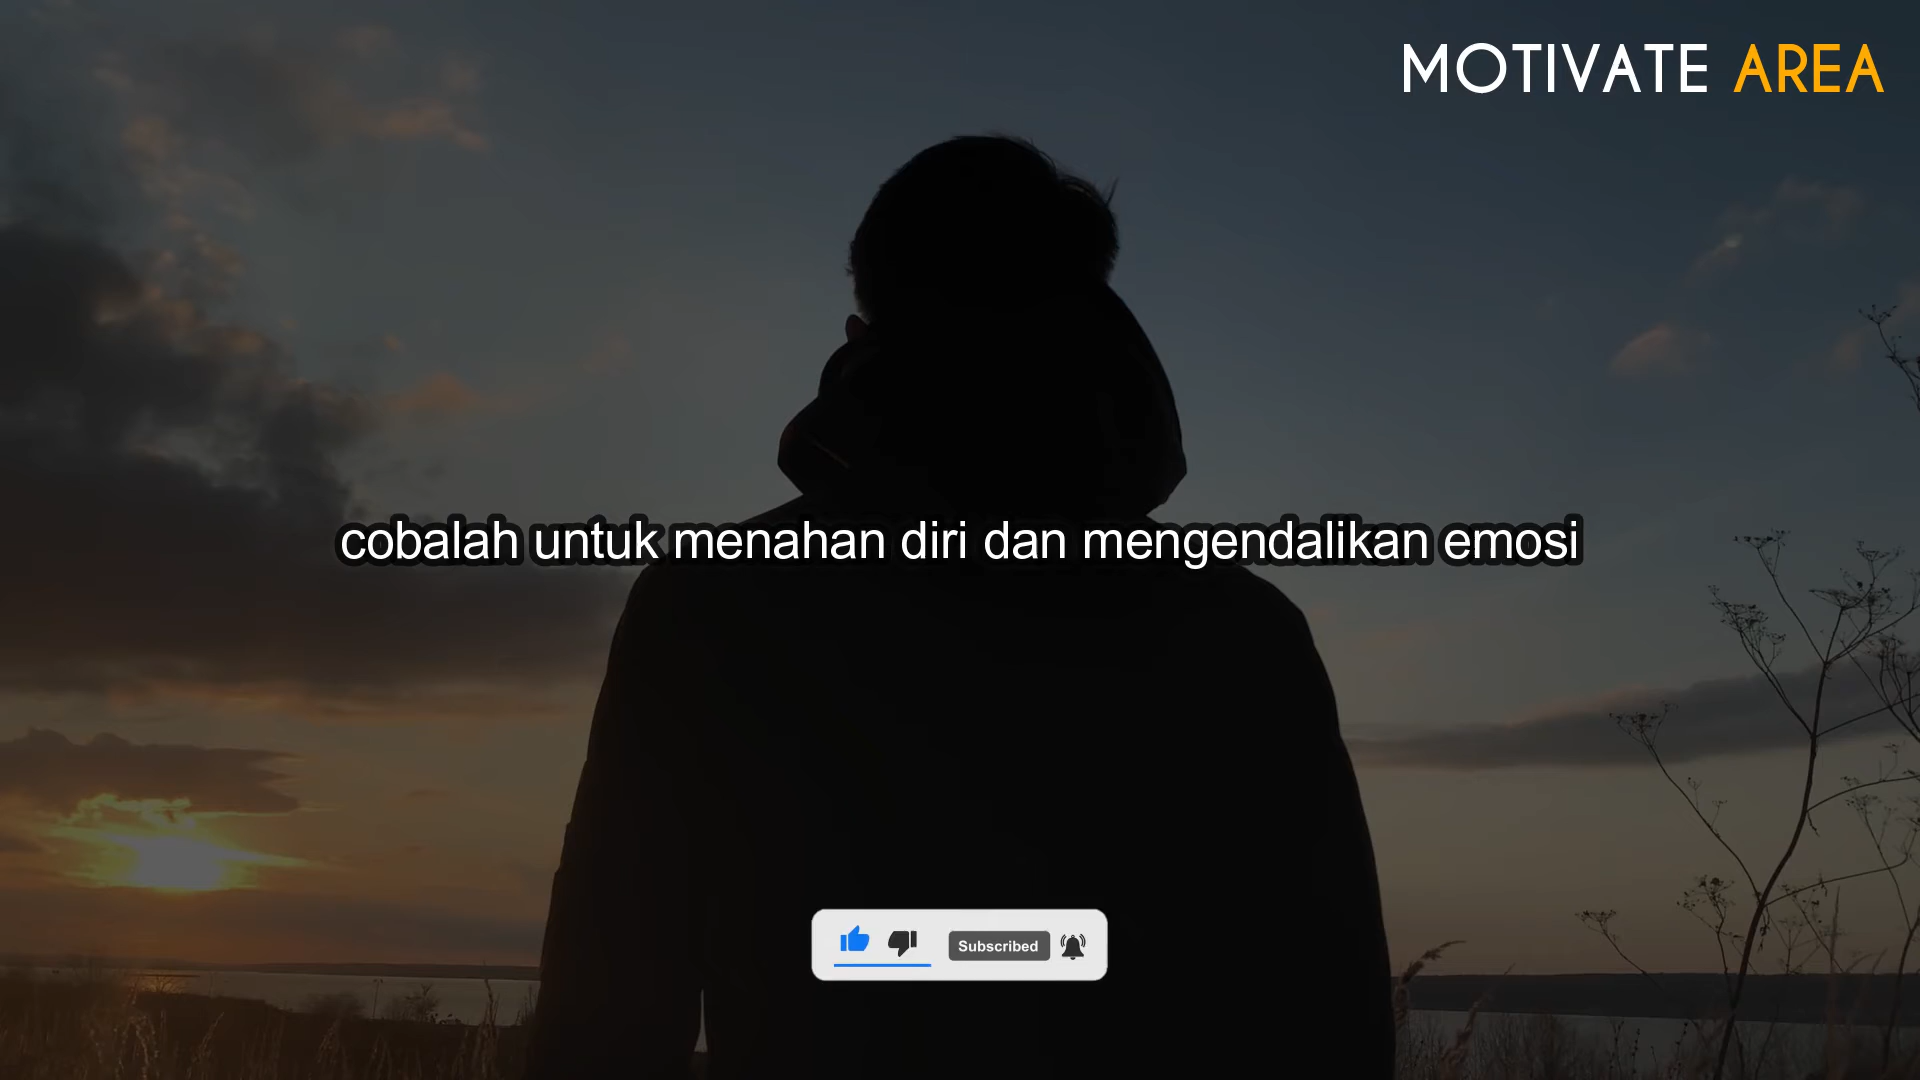 MOTIVATE AREA
cobalah untuk menahan diri dan mengendalikan emosi
Subscribed